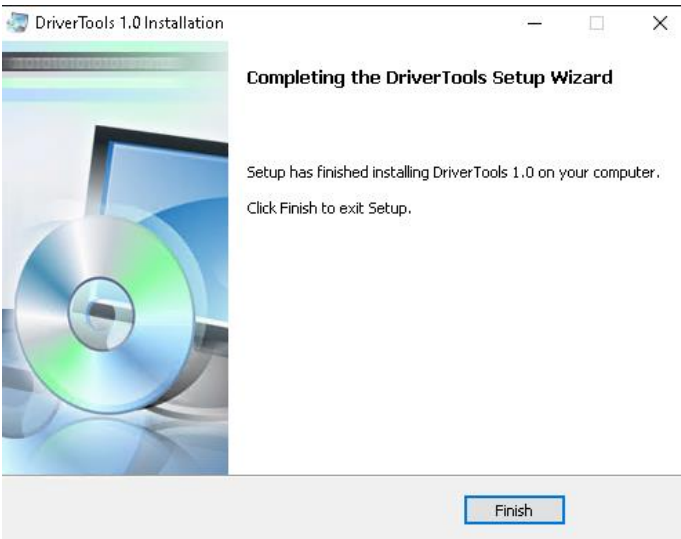 DriverTools 1.0 Installation
Completing the DriverTools Setup Wizard
Setup has finished installing DriverTools 1.0 on your computer.
Click Finish to exit Setup.
Finish